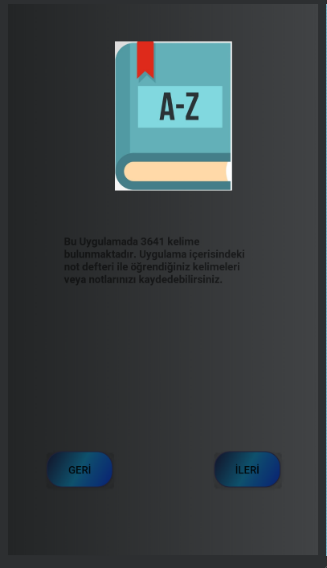 A-Z
Bu Uygulamada 3641 kelime
bulunmaktadır. Uygulama içerisindeki
not defteri ile öğrendiğiniz kelimeleri
veya notlarınızı kaydedebilirsiniz.
GERİ
İLERİ